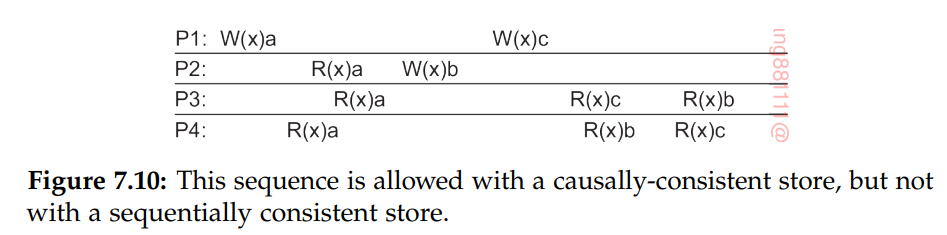 P1: W(x)a W(x)c
P2: R(x)a W(x)b
P3: R(x)a R(x)c R(x)b
P4: R(x)a R(x)b R(x)c
Figure 7.10: This sequence is allowed with a causally-consistent store, but not
with a sequentially consistent store.